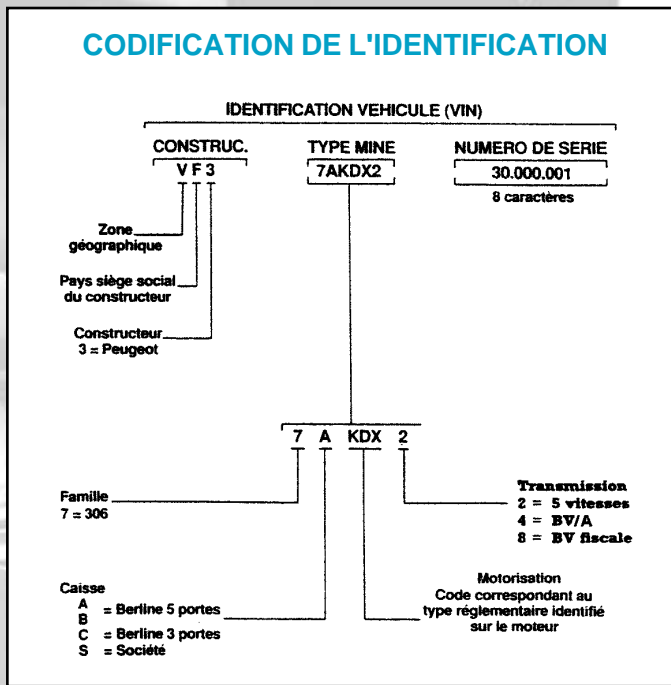 CODIFICATION DE L'IDENTIFICATION
IDENTIFICATION VEHICULE (VIN)
CONSTRUC. TYPE MINE NUMERO DE SERIE
V F 3 7AKDX2 30.000.001
8 caractères
Zone
géographique
Pays siège social
du constructeur
Constructeur
3 = Peugeot
7 A KDX 2
Famille
7 = 306
Transmission
2 = 5 vitesses
4 = BV/A
8 = BV fiscale
Caisse
A
B = Berline 5 portes
C = Berline 3 portes
S = Société
Motorisation
Code correspondant au
type réglementaire identifié
sur le moteur